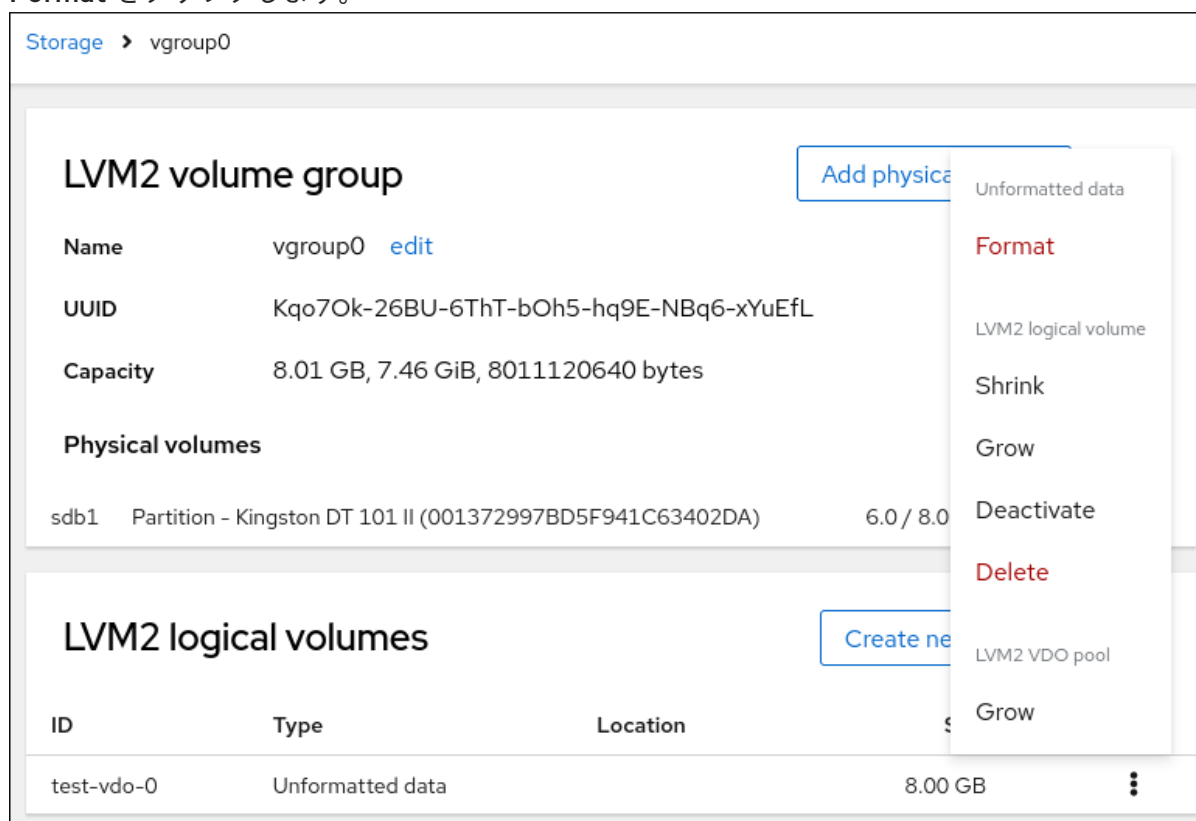 Storage > vgroup0
LVM2 volume group
Add physica
Unformatted data
Name vgroup0 edit
Format
UUID Kqo7Ok-26BU-6ThT-bOh5-hq9E-NBq6-xYuEfL
LVM2 logical volume
Capacity 8.01 GB, 7.46 GiB, 8011120640 bytes
Shrink
Physical volumes
Grow
sdb1 Partition - Kingston DT 101 II (001372997BD5F941C63402DA) 6.0 / 8.0
Deactivate
Delete
LVM2 logical volumes
Create ne
LVM2 VDO pool
Grow
ID Type Location
test-vdo-0 Unformatted data 8.00 GB